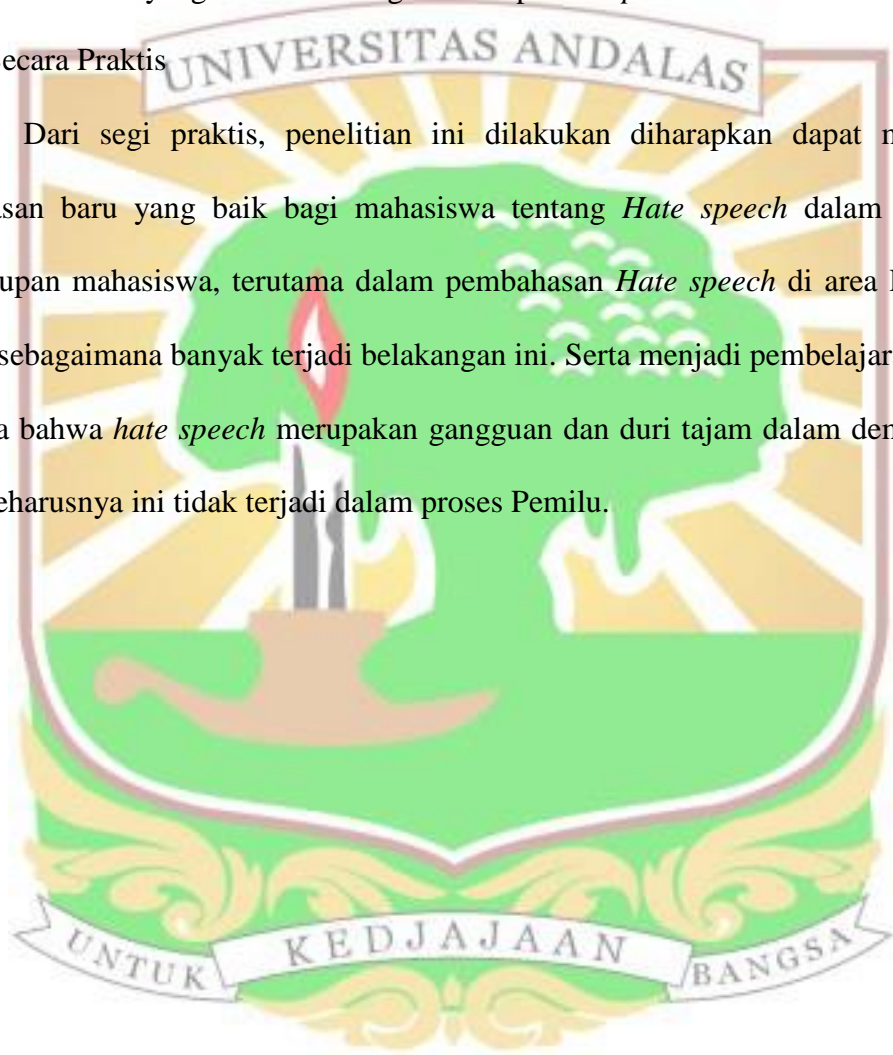 yang
ecara Praktis
UNIVERSITAS ANDALAS
Dari segi praktis, penelitian ini dilakukan diharapkan dapat
asan baru yang baik bagi mahasiswa tentang Hate speech dalam
upan mahasiswa, terutama dalam pembahasan Hate speech di area
sebagaimana banyak terjadi belakangan ini. Serta menjadi pembelajar
a bahwa hate speech merupakan gangguan dan duri tajam dalam den
eharusnya ini tidak terjadi dalam proses Pemilu.
UNTUK KEDJAJAAN BANGSA